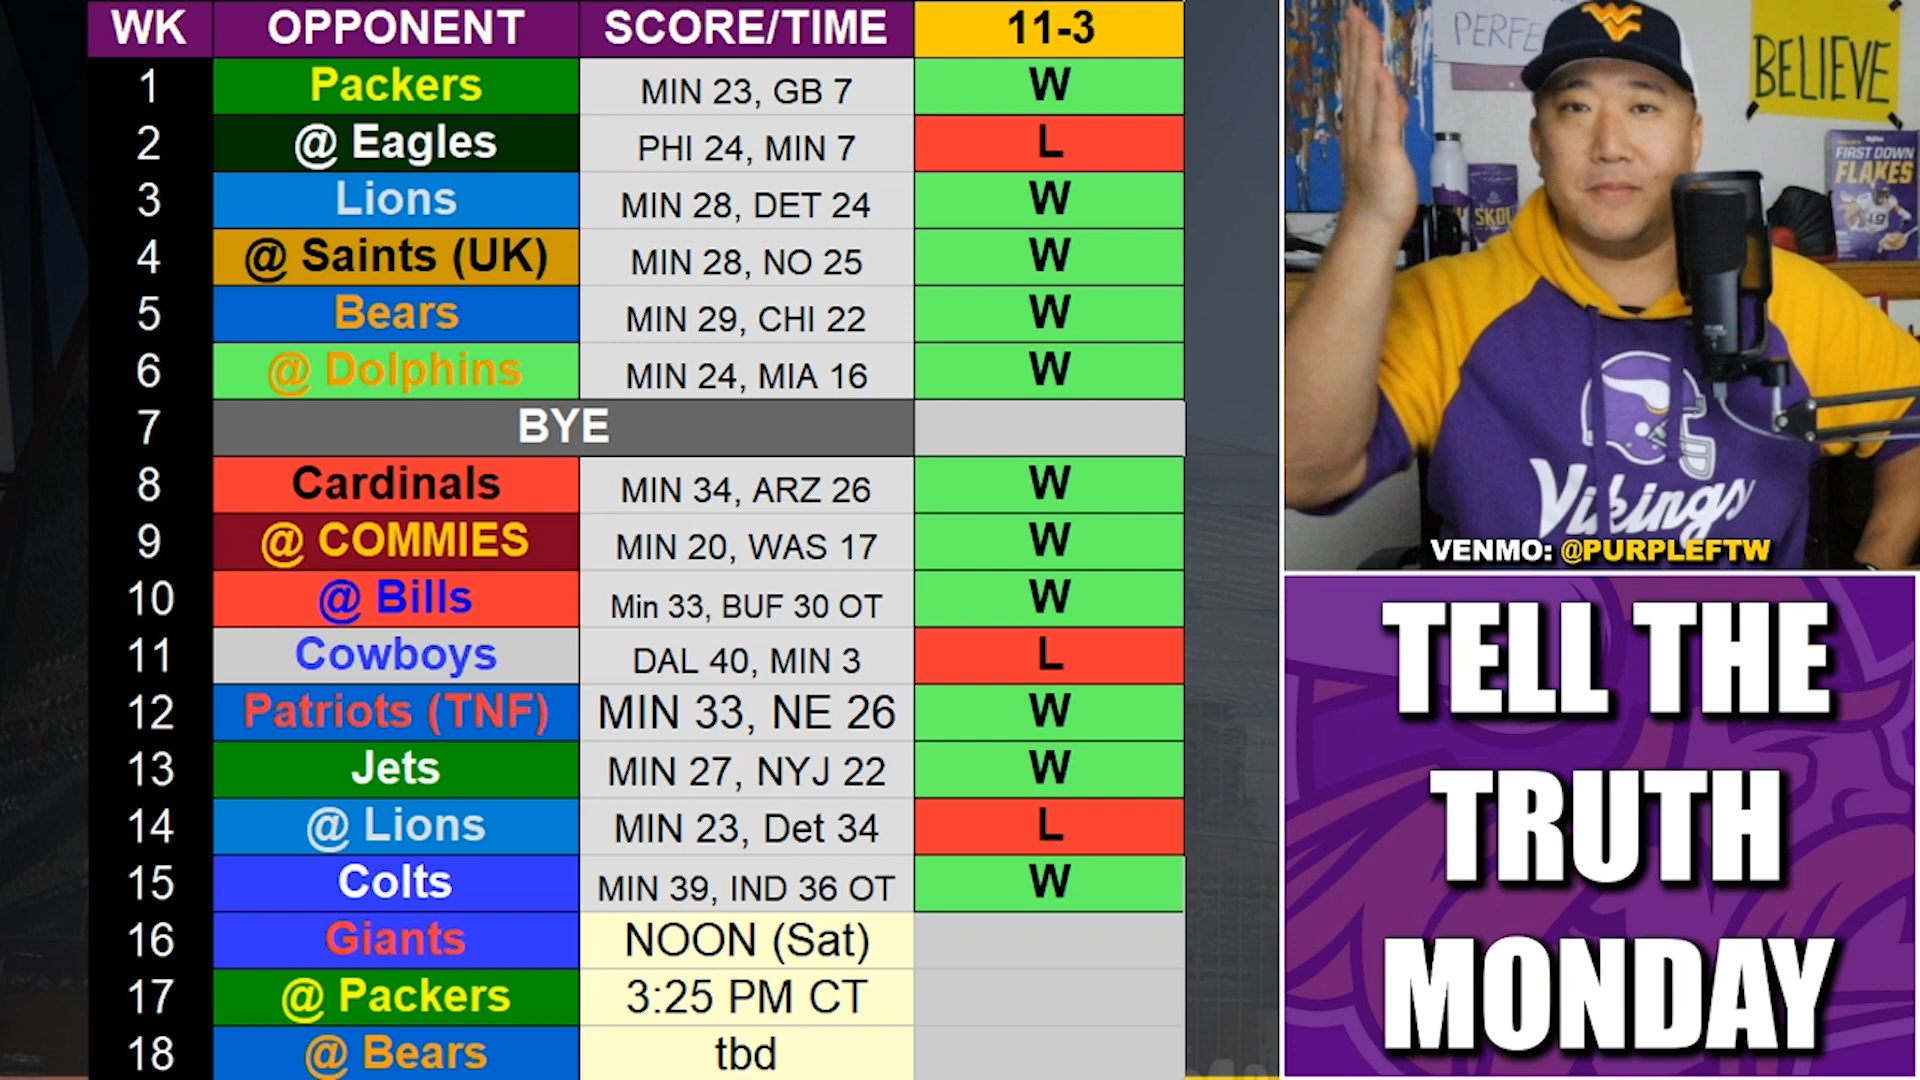 WK OPPONENT SCORE/TIME 11-3
1 Packers MIN 23, GB 7 W
2 @ Eagles PHI 24, MIN 7 L
3 Lions MIN 28, DET 24 W
4 @ Saints (UK) MIN 28, NO 25 W
5 Bears MIN 29, CHI 22 W
6 @ Dolphins MIN 24, MIA 16 W
7 BYE
8 Cardinals MIN 34, ARZ 26 W
9 @ COMMIES MIN 20, WAS 17 W
10 @ Bills Min 33, BUF 30 OT W
11 Cowboys DAL 40, MIN 3 L
12 Patriots (TNF) MIN 33, NE 26 W
13 Jets MIN 27, NYJ 22 W
14 @ Lions MIN 23, Det 34 L
15 Colts MIN 39, IND 36 OT W
16 Giants NOON (Sat)
17 @ Packers 3:25 PM CT
18 @ Bears tbd
WV
BELIEVE
FIRST DOWN
FLAKES
SKOL
Vikings
VENMO: @PURPLEFTW
TELL THE
TRUTH
MONDAY